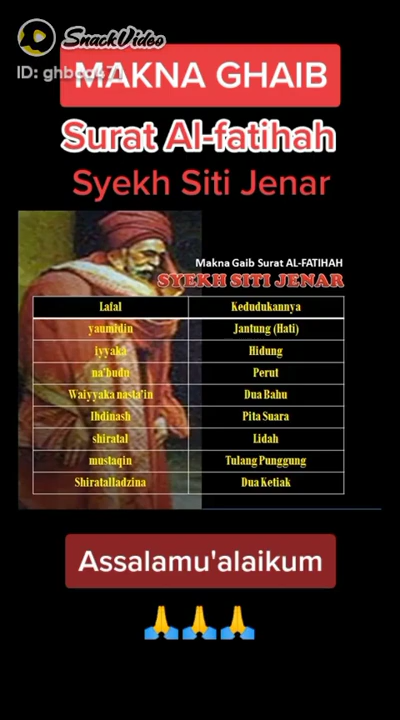 SnackVideo
ID: ghbcg471
MAKNA GHAIB
Surat Al-fatihah
Syekh Siti Jenar
Makna Gaib Surat AL-FATIHAH
SYEKH SITI JENAR
Lafal Kedudukannya
yaumidin Jantung (Hati)
iyyaka Hidung
na'budu Perut
Waiyyaka nasta'in Dua Bahu
Ihdinash Pita Suara
shiratal Lidah
mustaqin Tulang Punggung
Shiratalladzina Dua Ketiak
Assalamu'alaikum
🙏🙏🙏